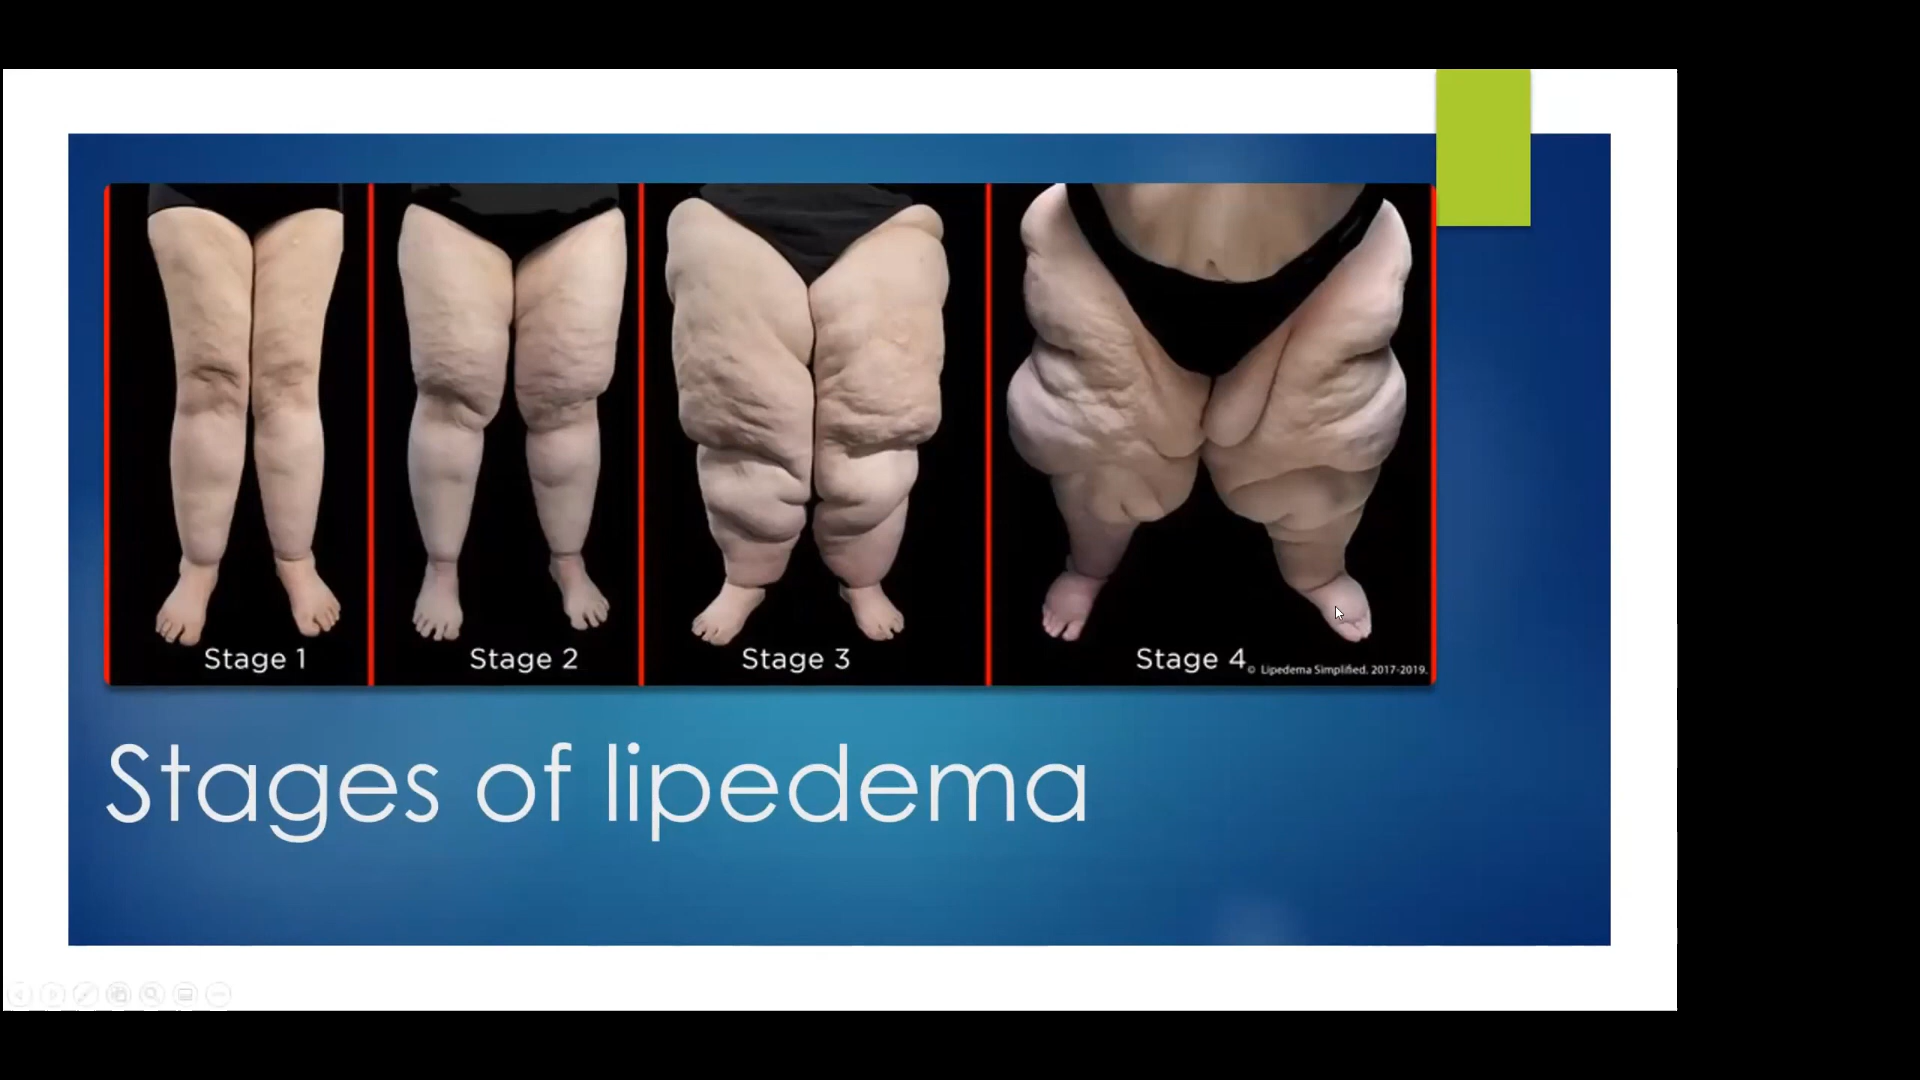 Stage 1
Stage 2
Stage 3
Stage 4
© Lipedema Simplified. 2017-2019.
Stages of lipedema